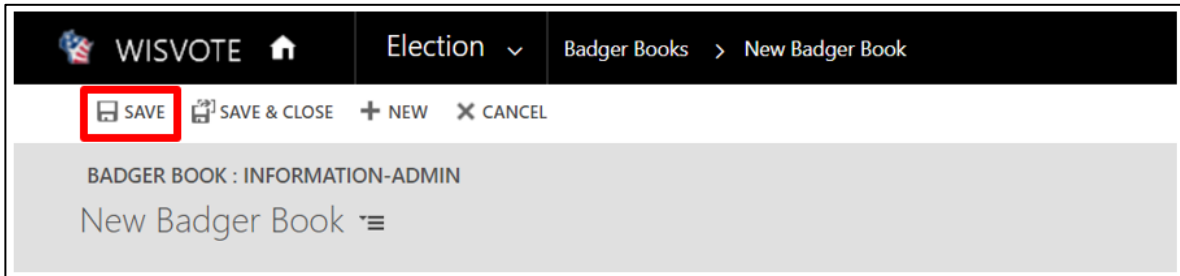 WISVOTE Election Badger Books > New Badger Book
SAVE SAVE & CLOSE + NEW X CANCEL
BADGER BOOK : INFORMATION-ADMIN
New Badger Book